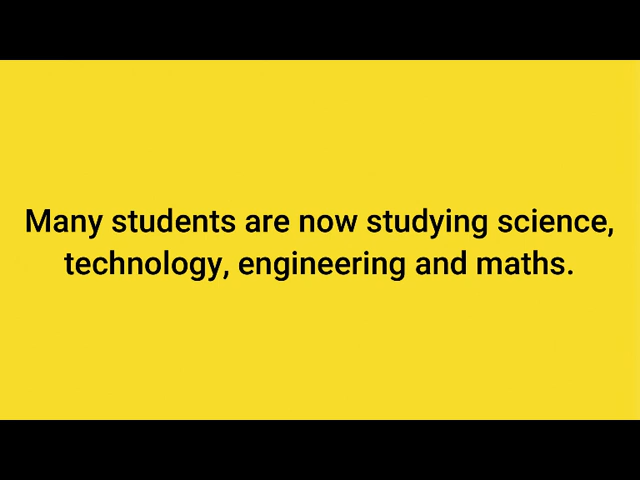 Many students are now studying science,
technology, engineering and maths.